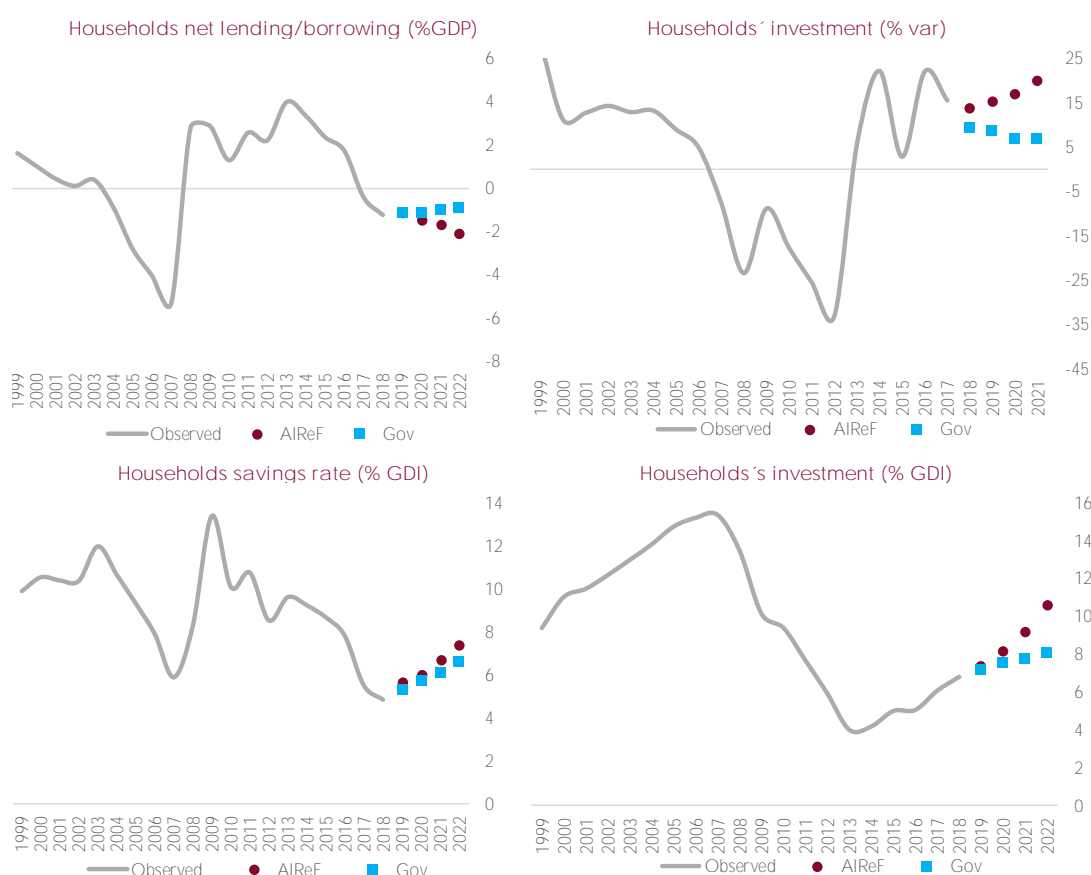 Households net lending/borrowing (%GDP)
6
4
2
0
-2
-4
-6
-8
1999 2000 2001 2002 2003 2004 2005 2006 2007 2008 2009 2010 2011 2012 2013 2014 2015 2016 2017 2018 2019 2020 2021 2022
Observed AIReF Gov
Households´ investment (% var)
25
15
5
-5
-15
-25
-35
-45
1999 2000 2001 2002 2003 2004 2005 2006 2007 2008 2009 2010 2011 2012 2013 2014 2015 2016 2017 2018 2019 2020 2021
Observed AIReF Gov
Households savings rate (% GDI)
14
12
10
8
6
4
2
0
1999 2000 2001 2002 2003 2004 2005 2006 2007 2008 2009 2010 2011 2012 2013 2014 2015 2016 2017 2018 2019 2020 2021 2022
Observed AIReF Gov
Households´s investment (% GDI)
16
14
12
10
8
6
4
2
0
1999 2000 2001 2002 2003 2004 2005 2006 2007 2008 2009 2010 2011 2012 2013 2014 2015 2016 2017 2018 2019 2020 2021 2022
Observed AIReF Gov